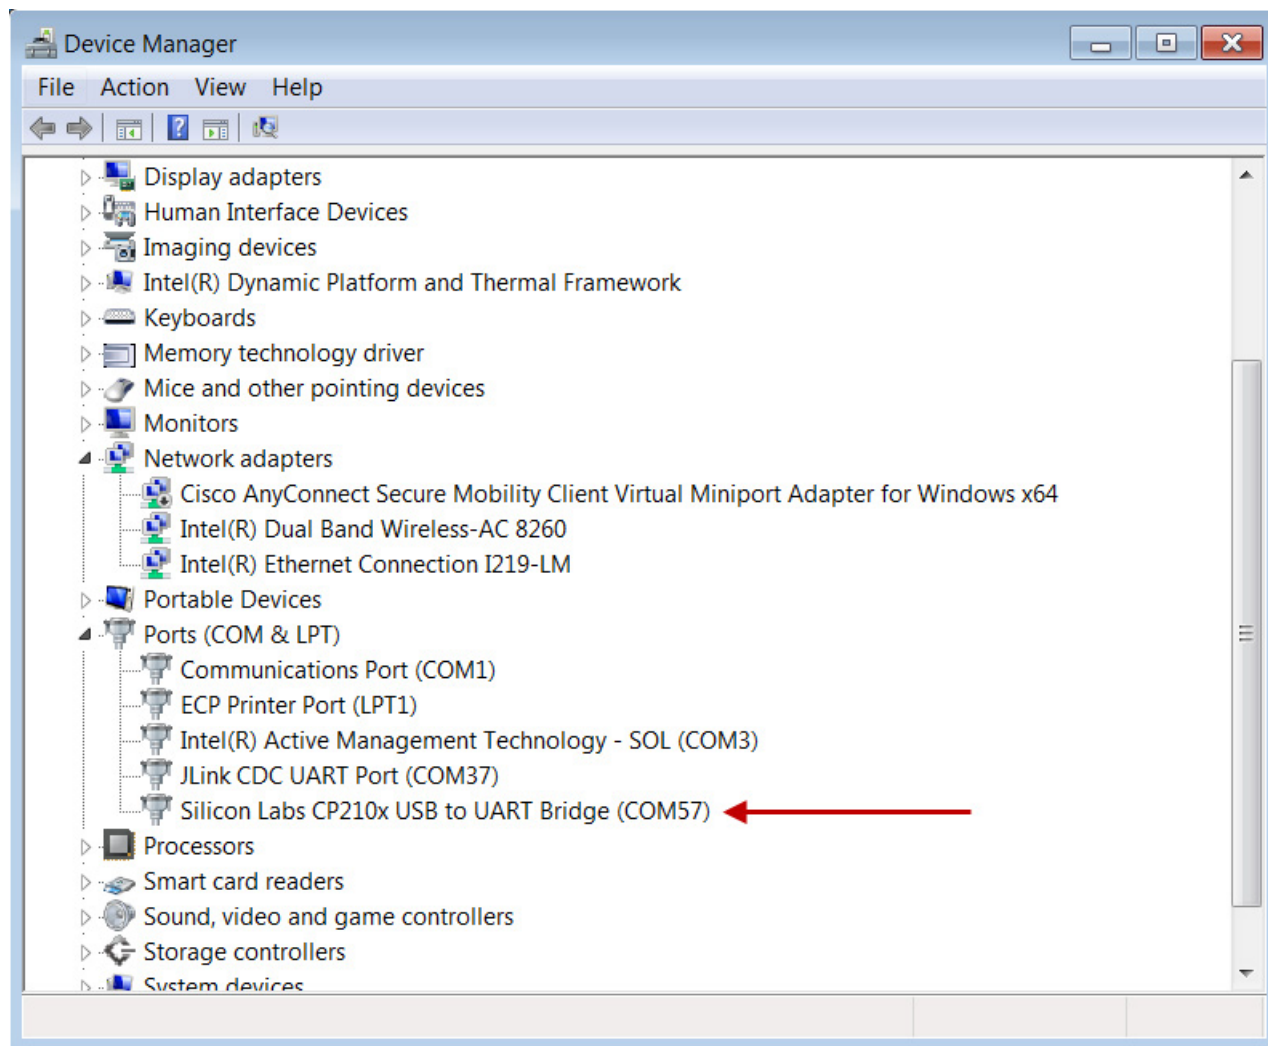 Device Manager
File Action View Help
Display adapters
Human Interface Devices
Imaging devices
Intel(R) Dynamic Platform and Thermal Framework
Keyboards
Memory technology driver
Mice and other pointing devices
Monitors
Network adapters
Cisco AnyConnect Secure Mobility Client Virtual Miniport Adapter for Windows x64
Intel(R) Dual Band Wireless-AC 8260
Intel(R) Ethernet Connection I219-LM
Portable Devices
Ports (COM & LPT)
Communications Port (COM1)
ECP Printer Port (LPT1)
Intel(R) Active Management Technology - SOL (COM3)
JLink CDC UART Port (COM37)
Silicon Labs CP210x USB to UART Bridge (COM57)
Processors
Smart card readers
Sound, video and game controllers
Storage controllers
System devices